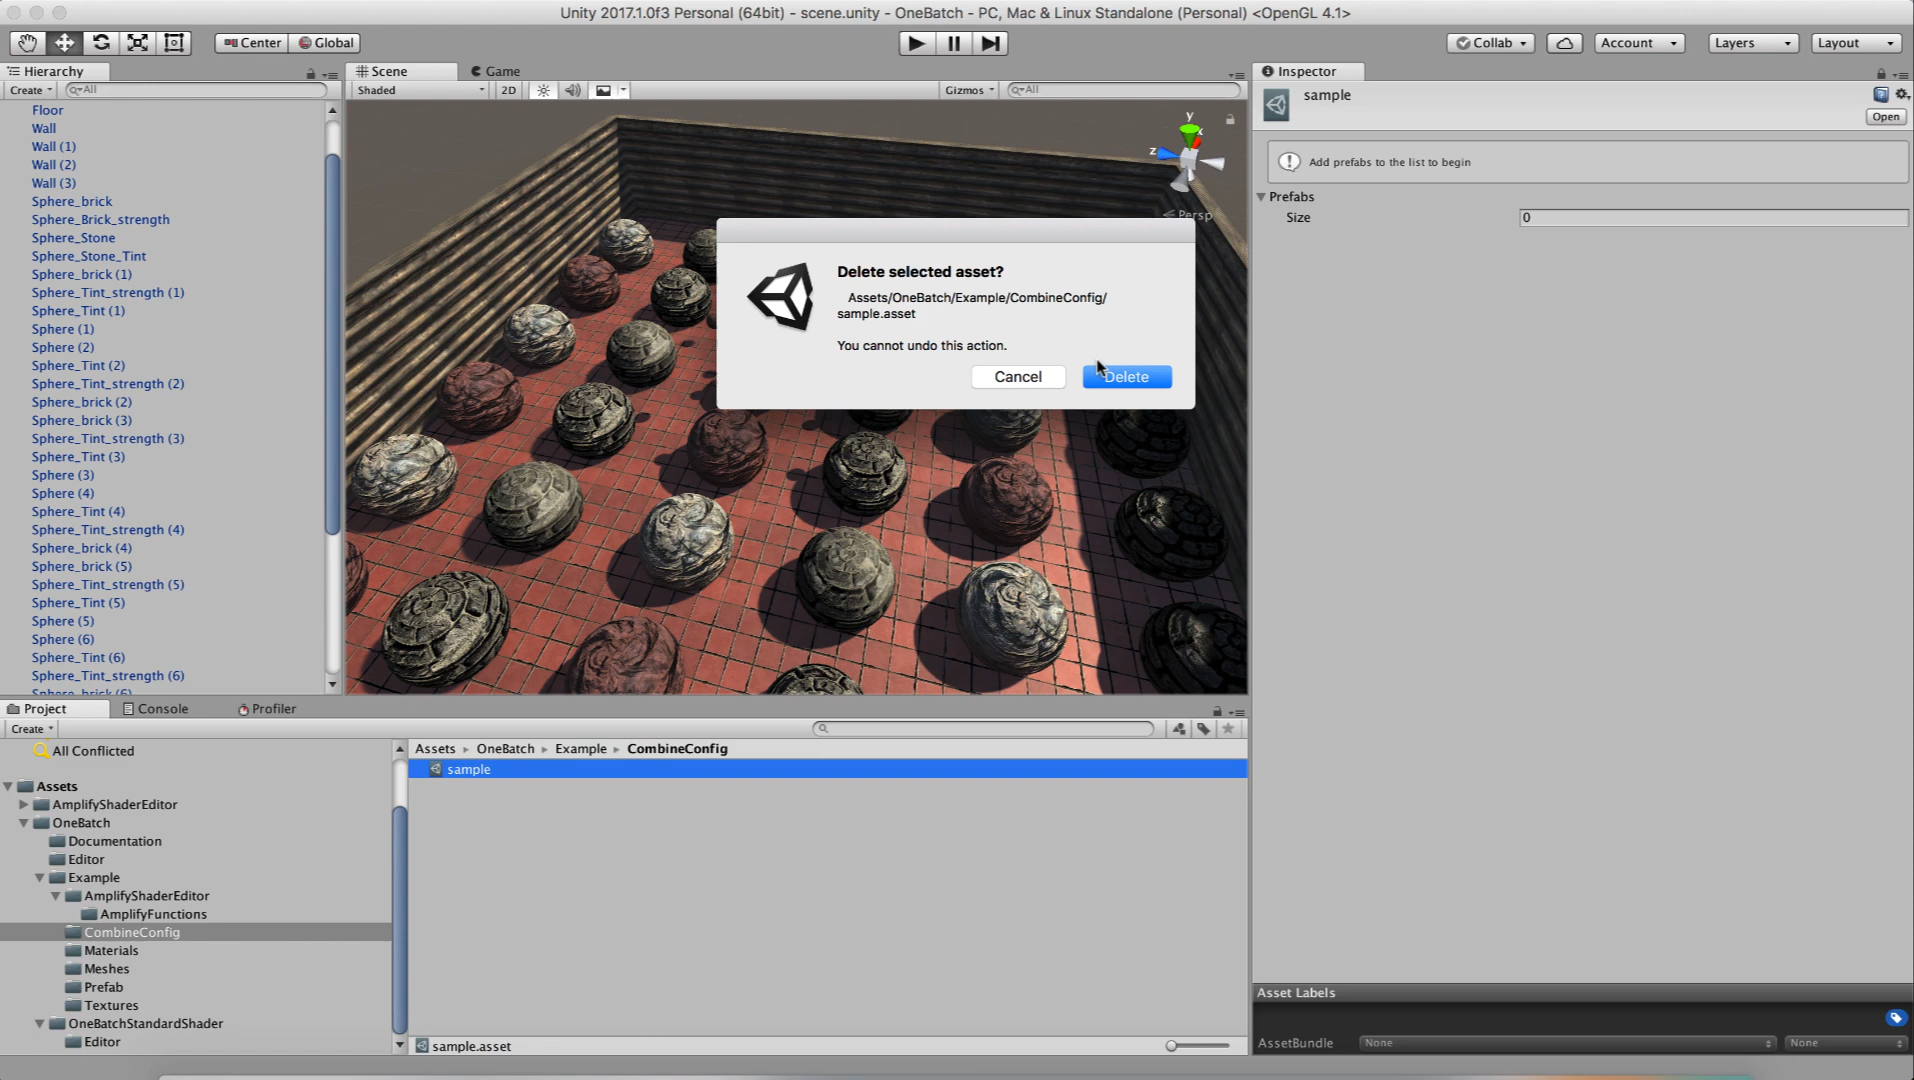 Unity 2017.1.0f3 Personal (64bit) - scene.unity - OneBatch - PC, Mac & Linux Standalone (Personal) <OpenGL 4.1>
Center Global Collab Account Layers Layout
Hierarchy
Create All
Floor
Wall
Wall (1)
Wall (2)
Wall (3)
Sphere_brick
Sphere_Brick_strength
Sphere_Stone
Sphere_Stone_Tint
Sphere_brick (1)
Sphere_Tint_strength (1)
Sphere_Tint (1)
Sphere (1)
Sphere (2)
Sphere_Tint (2)
Sphere_Tint_strength (2)
Sphere_brick (2)
Sphere_brick (3)
Sphere_Tint_strength (3)
Sphere_Tint (3)
Sphere (3)
Sphere (4)
Sphere_Tint (4)
Sphere_Tint_strength (4)
Sphere_brick (4)
Sphere_brick (5)
Sphere_Tint_strength (5)
Sphere_Tint (5)
Sphere (5)
Sphere (6)
Sphere_Tint (6)
Sphere_Tint_strength (6)
Sphere_brick (6)
Scene Game
Shaded 2D Gizmos All
y
x
z
Persp
Delete selected asset?
Assets/OneBatch/Example/CombineConfig/
sample.asset
You cannot undo this action.
Cancel Delete
Inspector
sample
Open
Add prefabs to the list to begin
Prefabs
Size 0
Project Console Profiler
Create
All Conflicted
Assets
AmplifyShaderEditor
OneBatch
Documentation
Editor
Example
AmplifyShaderEditor
AmplifyFunctions
CombineConfig
Materials
Meshes
Prefab
Textures
OneBatchStandardShader
Editor
Assets OneBatch Example CombineConfig
sample
sample.asset
Asset Labels
AssetBundle None None